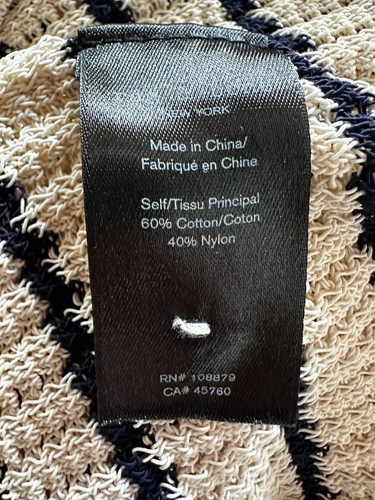 NEW YORK
Made in China/
Fabriqué en Chine
Self/Tissu Principal
60% Cotton/Coton
40% Nylon
RN# 108879
CA# 45760